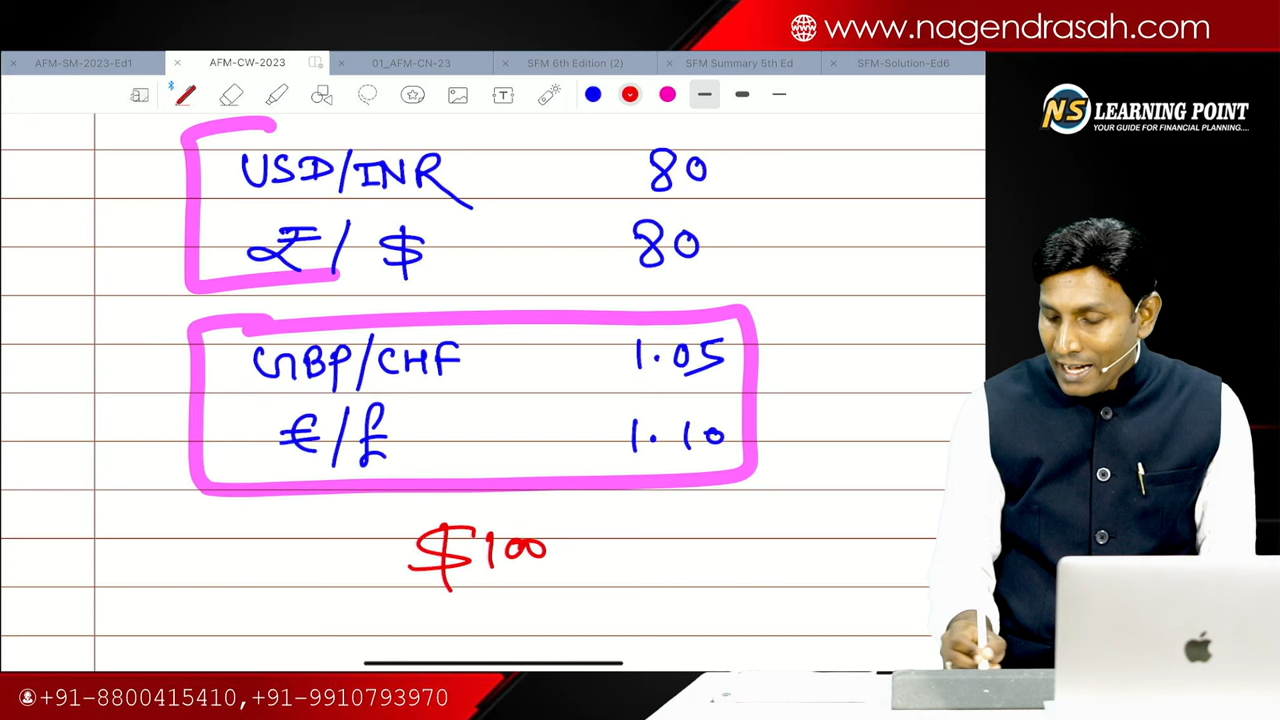 www.nagendrasah.com
AFM-SM-2023-Ed1
AFM-CW-2023
01_AFM-CN-23
SFM 6th Edition (2)
SFM Summary 5th Ed
SFM-Solution-Ed6
NS LEARNING POINT
YOUR GUIDE FOR FINANCIAL PLANNING....
USD/INR 80
₹/$ 80
GBP/CHF 1.05
€/£ 1.10
$100
+91-8800415410,+91-9910793970